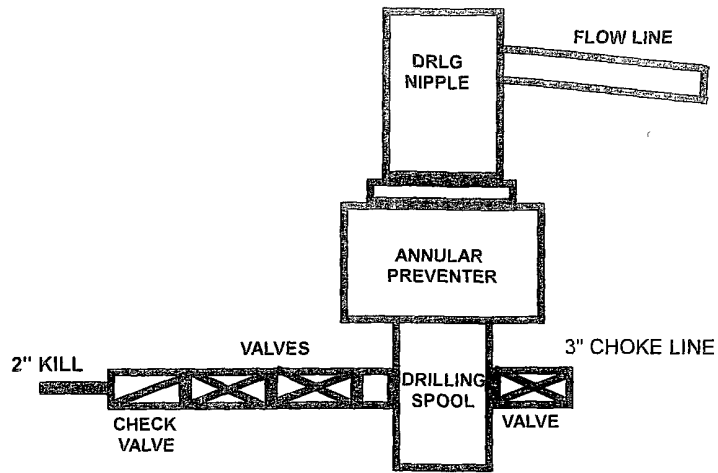 FLOW LINE
DRLG
NIPPLE
ANNULAR
PREVENTER
VALVES
3" CHOKE LINE
2" KILL
DRILLING
SPOOL
CHECK
VALVE
VALVE